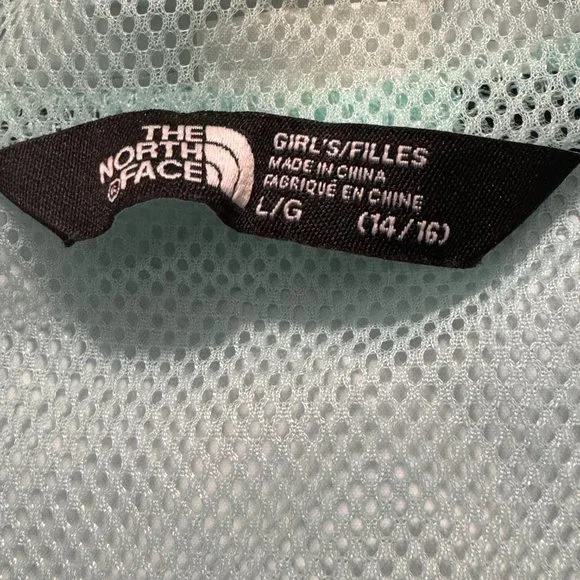 THE
NORTH
FACE
GIRL'S/FILLES
MADE IN CHINA
FABRIQUÉ EN CHINE
L/G (14/16)